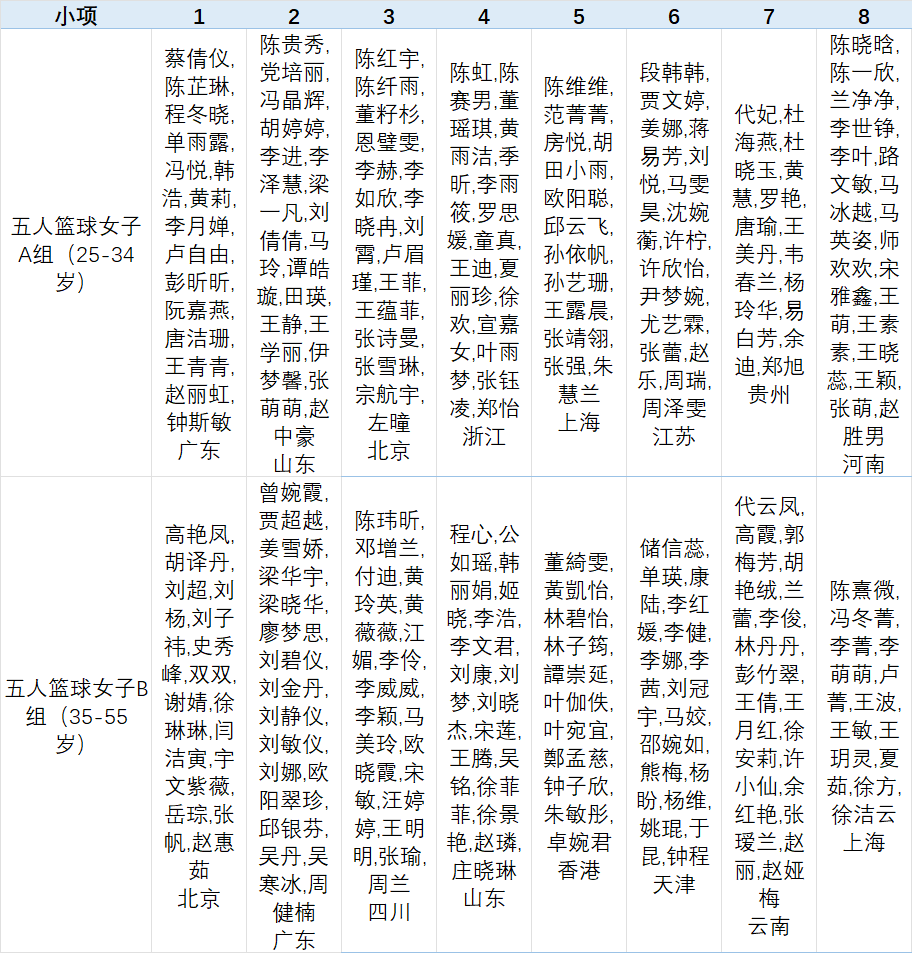 小项 1 2 3 4 5 6 7 8
五人篮球女子
A组（25-34
岁）
蔡倩仪,
陈芷琳,
程冬晓,
单雨露,
冯悦,韩
浩,黄莉,
李月婵,
卢自由,
彭昕昕,
阮嘉燕,
唐洁珊,
王青青,
赵丽虹,
钟斯敏
广东
陈贵秀,
党培丽,
冯晶辉,
胡婷婷,
李进,李
泽慧,梁
一凡,刘
倩倩,马
玲,谭皓
璇,田瑛,
王静,王
学丽,伊
梦馨,张
萌萌,赵
中豪
山东
陈红宇,
陈纤雨,
董籽杉,
恩璧雯,
李赫,李
如欣,李
晓冉,刘
霄,卢眉
瑾,王菲,
王蕴菲,
张诗曼,
张雪琳,
宗航宇,
左曈
北京
陈虹,陈
赛男,董
瑶琪,黄
雨洁,季
昕,李雨
筱,罗思
媛,童真,
王迪,夏
丽珍,徐
欢,宣嘉
女,叶雨
梦,张钰
凌,郑怡
浙江
陈维维,
范菁菁,
房悦,胡
田小雨,
欧阳聪,
邱云飞,
孙依帆,
孙艺珊,
王露晨,
张靖翎,
张强,朱
慧兰
上海
段韩韩,
贾文婷,
姜娜,蒋
易芳,刘
悦,马雯
昊,沈婉
蘅,许柠,
许欣怡,
尹梦婉,
尤艺霖,
张蕾,赵
乐,周瑞,
周泽雯
江苏
代妃,杜
海燕,杜
晓玉,黄
慧,罗艳,
唐瑜,王
美丹,韦
春兰,杨
玲华,易
白芳,余
迪,郑旭
贵州
陈晓晗,
陈一欣,
兰净净,
李世铮,
李叶,路
文敏,马
冰越,马
英姿,师
欢欢,宋
雅鑫,王
萌,王素
素,王晓
蕊,王颖,
张萌,赵
胜男
河南
五人篮球女子B
组（35-55
岁）
高艳凤,
胡译丹,
刘超,刘
杨,刘子
祎,史秀
峰,双双,
谢婧,徐
琳琳,闫
洁寅,宇
文紫薇,
岳琮,张
帆,赵惠
茹
北京
曾婉霞,
贾超越,
姜雪娇,
梁华宇,
梁晓华,
廖梦思,
刘碧仪,
刘金丹,
刘静仪,
刘敏仪,
刘娜,欧
阳翠珍,
邱银芬,
吴丹,吴
寒冰,周
健楠
广东
陈玮昕,
邓增兰,
付迪,黄
玲英,黄
薇薇,江
媚,李伶,
李威威,
李颖,马
美玲,欧
晓霞,宋
敏,汪婷
婷,王明
明,张瑜,
周兰
四川
程心,公
如瑶,韩
丽娟,姬
晓,李浩,
李文君,
刘康,刘
梦,刘晓
杰,宋莲,
王腾,吴
铭,徐菲
菲,徐景
艳,赵璘,
庄晓琳
山东
董綺雯,
黃凱怡,
林碧怡,
林子筠,
譚崇延,
叶伽佚,
叶宛宜,
鄭孟慈,
钟子欣,
朱敏彤,
卓婉君
香港
储信蕊,
单瑛,康
陆,李红
媛,李健,
李娜,李
茜,刘冠
宇,马姣,
邵婉如,
熊梅,杨
盼,杨维,
姚琨,于
昆,钟程
天津
代云凤,
高霞,郭
梅芳,胡
艳绒,兰
蕾,李俊,
林丹丹,
彭竹翠,
王倩,王
月红,徐
安莉,许
小仙,余
红艳,张
瑷兰,赵
丽,赵娅
梅
云南
陈熹微,
冯冬菁,
李菁,李
萌萌,卢
菁,王波,
王敏,王
玥灵,夏
茹,徐方,
徐洁云
上海